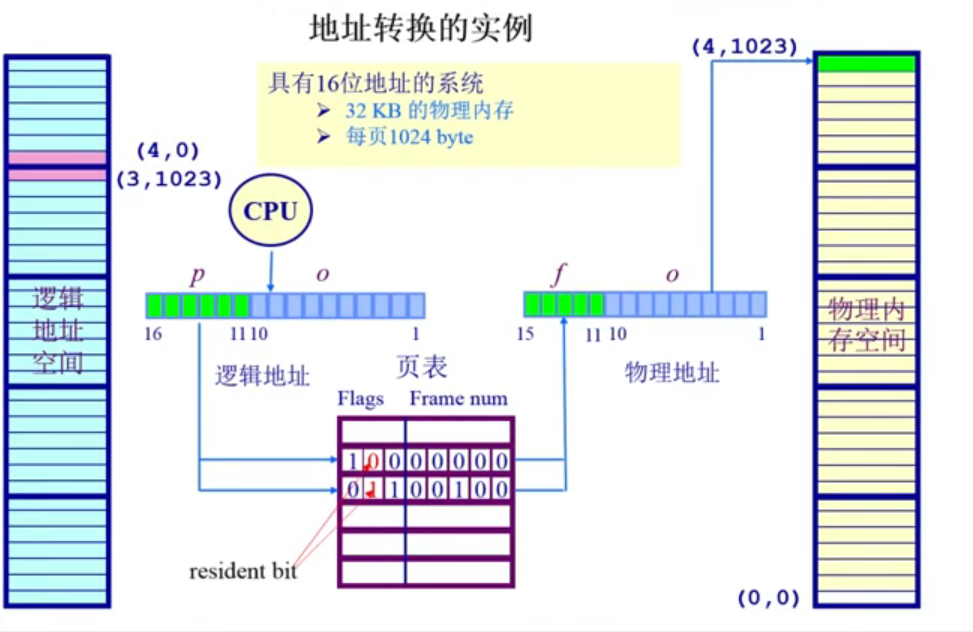 地址转换的实例
(4,1023)
具有16位地址的系统
➢ 32 KB 的物理内存
➢ 每页1024 byte
(4,0)
(3,1023)
CPU
p o
f o
逻辑
地址
空间
物理内
存空间
16 11 10 1
15 11 10 1
逻辑地址
页表
物理地址
Flags Frame num
1 0 0 0 0 0 0 0 0
0 1 1 0 0 1 0 0
resident bit
(0,0)